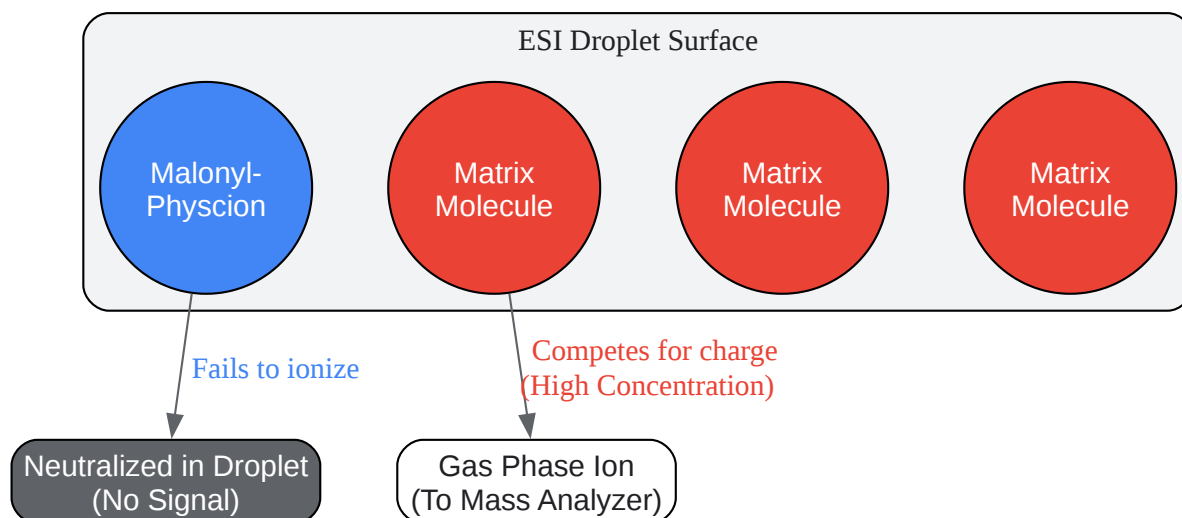 ESI Droplet Surface
Malonyl-
Physcion
Matrix
Molecule
Matrix
Molecule
Matrix
Molecule
Fails to ionize
Competes for charge
(High Concentration)
Neutralized in Droplet
(No Signal)
Gas Phase Ion
(To Mass Analyzer)